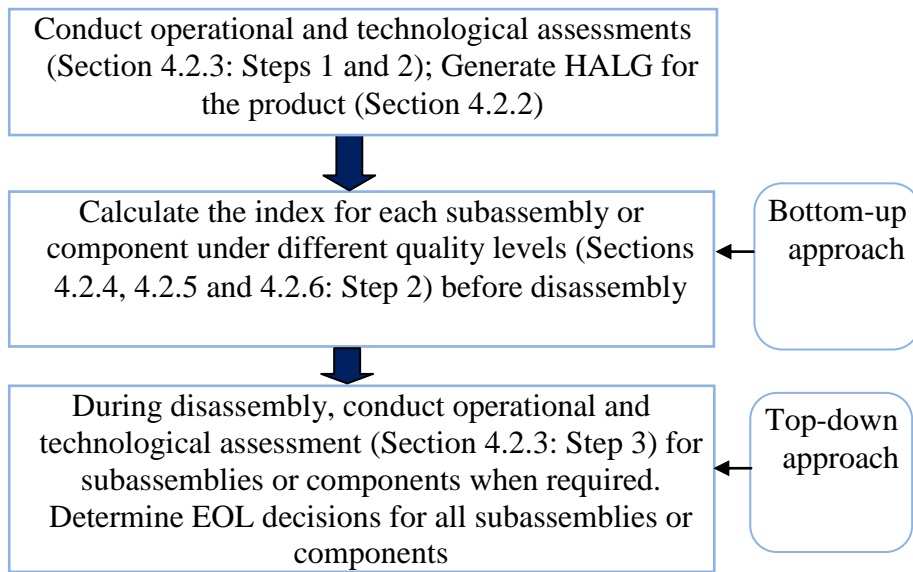 Conduct operational and technological assessments
(Section 4.2.3: Steps 1 and 2); Generate HALG for
the product (Section 4.2.2)
Calculate the index for each subassembly or
component under different quality levels (Sections
4.2.4, 4.2.5 and 4.2.6: Step 2) before disassembly
Bottom-up
approach
During disassembly, conduct operational and
technological assessment (Section 4.2.3: Step 3) for
subassemblies or components when required.
Determine EOL decisions for all subassemblies or
components
Top-down
approach